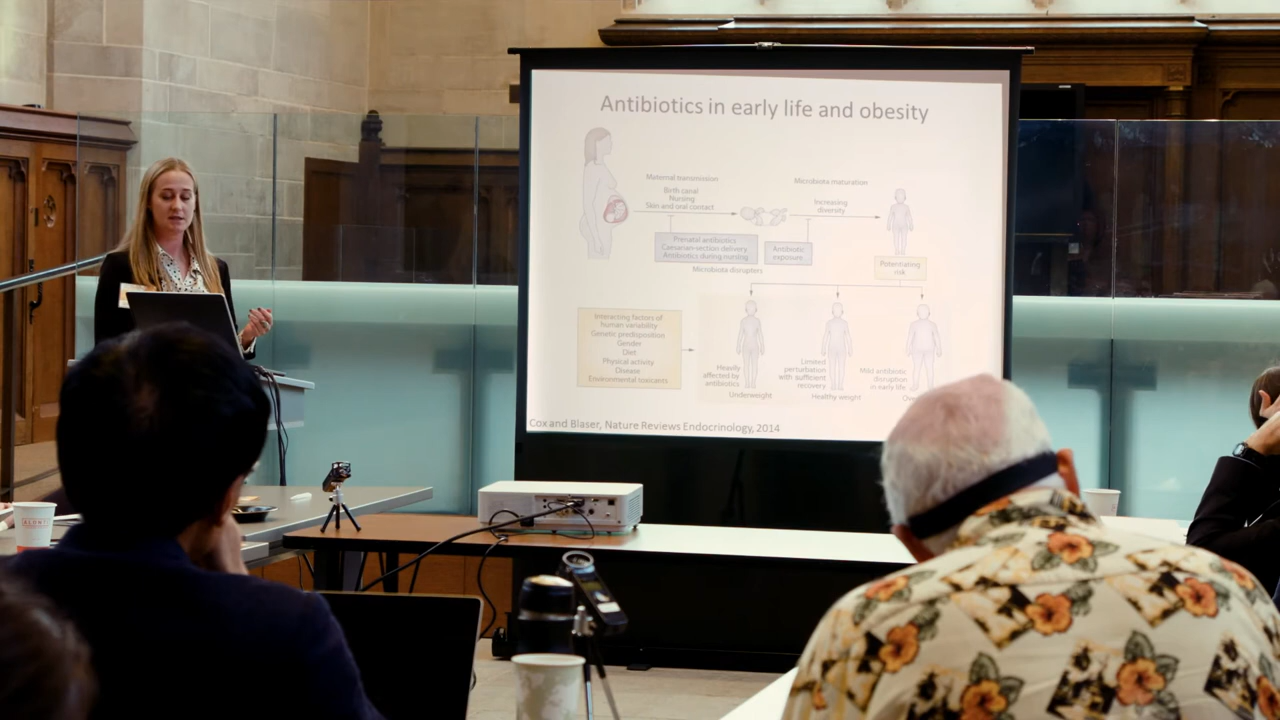 Antibiotics in early life and obesity
Maternal transmission
Birth canal
Nursing
Skin and oral contact
Microbiota maturation
Increasing
diversity
Prenatal antibiotics
Caesarian-section delivery
Antibiotics during nursing
Antibiotic
exposure
Microbiota disrupters
Potentiating
risk
Interacting factors of
human variability
Genetic predisposition
Gender
Diet
Physical activity
Disease
Environmental toxicants
Heavily
affected by
antibiotics
Underweight
Limited
perturbation
with sufficient
recovery
Healthy weight
Mild antibiotic
disruption
in early life
Cox and Blaser, Nature Reviews Endocrinology, 2014